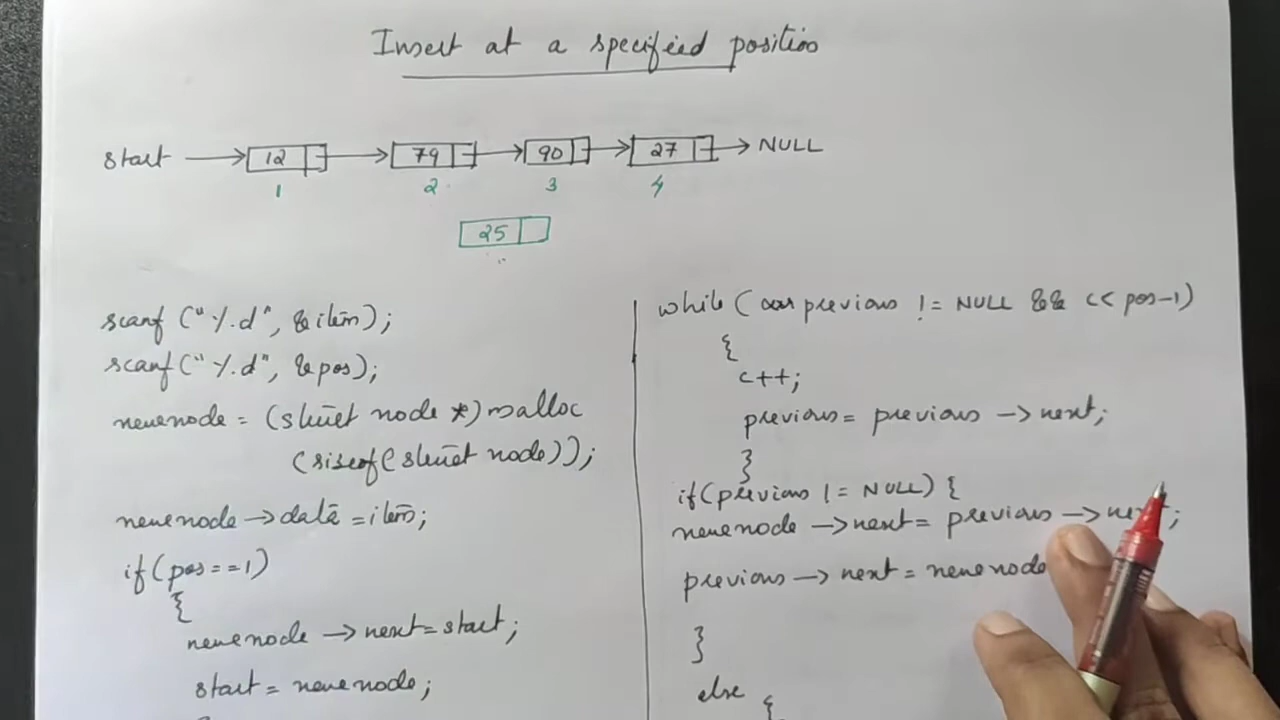 Insert at a specified position
start → 12 → 79 → 90 → 27 → NULL
1 2 3 4
25
scanf ("%d", &item);
scanf ("%d", &pos);
newnode = (struct node *) malloc
(sizeof(struct node));
newnode → data = item;
if (pos == 1)
{
newnode → next = start;
start = newnode;
while ( previous != NULL && c < pos-1)
{
c++;
previous = previous → next;
}
if (previous != NULL) {
newnode → next = previous → next;
previous → next = newnode
}
else
{